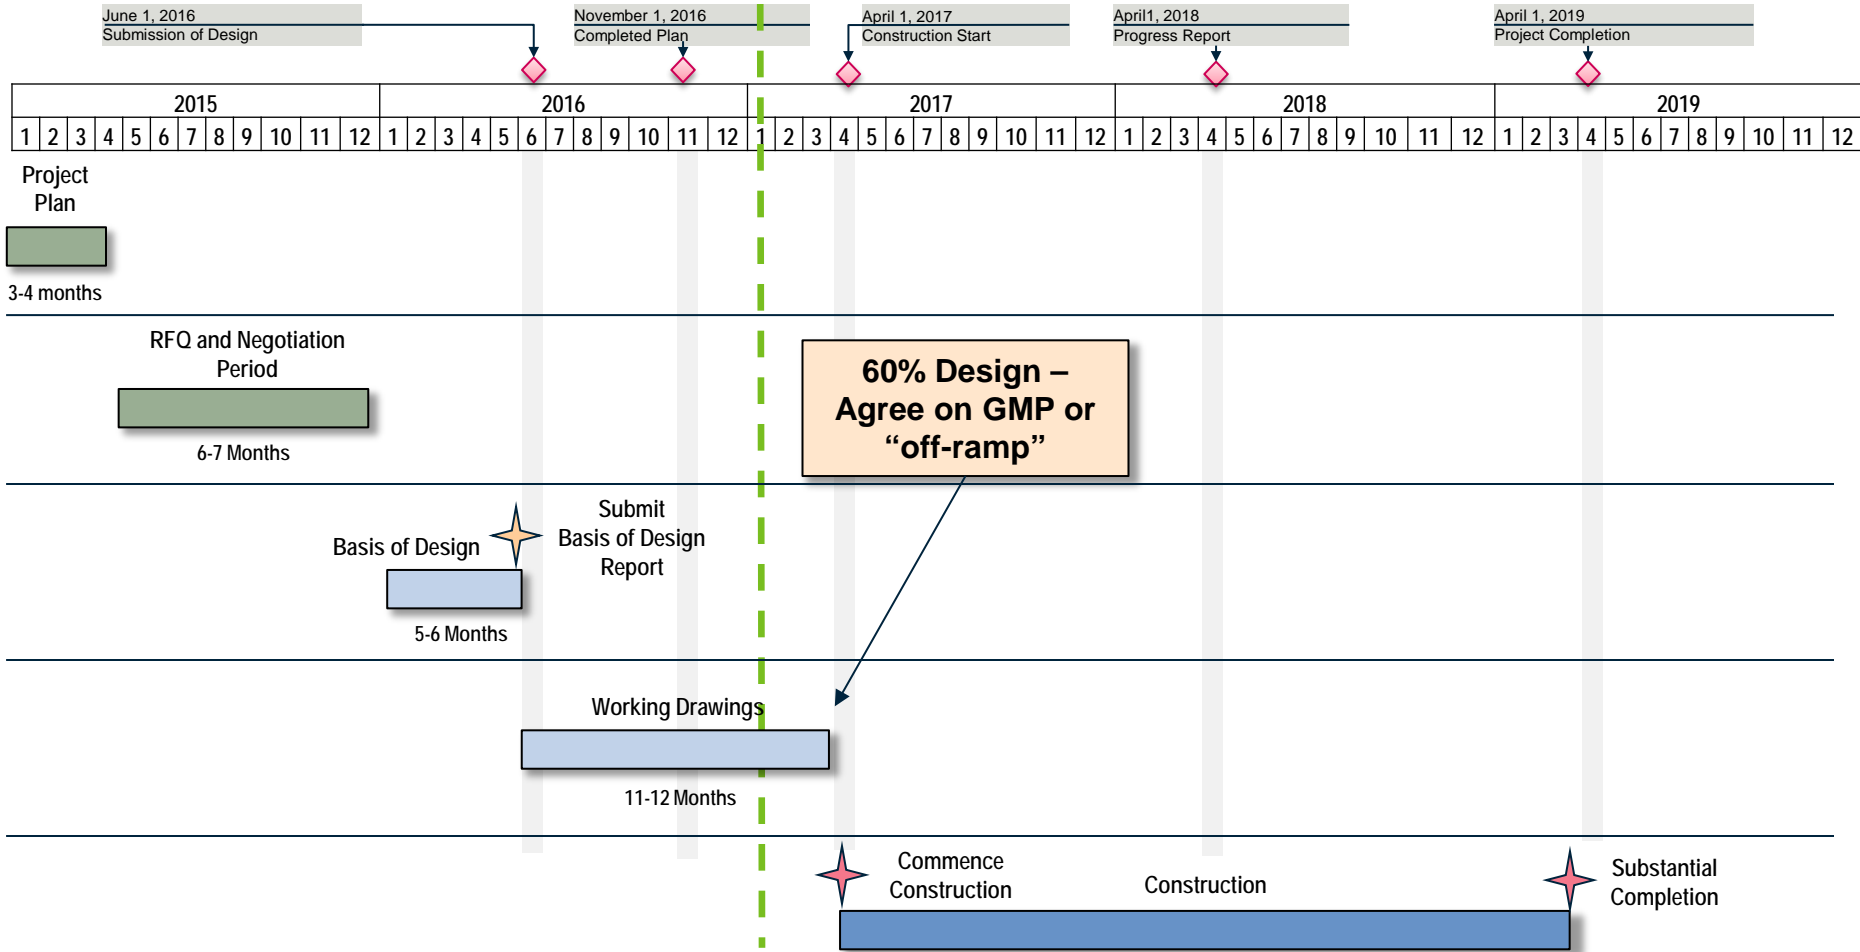 June 1, 2016
Submission of Design
November 1, 2016
Completed Plan
April 1, 2017
Construction Start
April1, 2018
Progress Report
April 1, 2019
Project Completion
2015 2016 2017 2018 2019
1 2 3 4 5 6 7 8 9 10 11 12 1 2 3 4 5 6 7 8 9 10 11 12 1 2 3 4 5 6 7 8 9 10 11 12 1 2 3 4 5 6 7 8 9 10 11 12 1 2 3 4 5 6 7 8 9 10 11 12
Project
Plan
3-4 months
RFQ and Negotiation
Period
6-7 Months
60% Design –
Agree on GMP or
“off-ramp”
Basis of Design
Submit
Basis of Design
Report
5-6 Months
Working Drawings
11-12 Months
Commence
Construction
Construction
Substantial
Completion